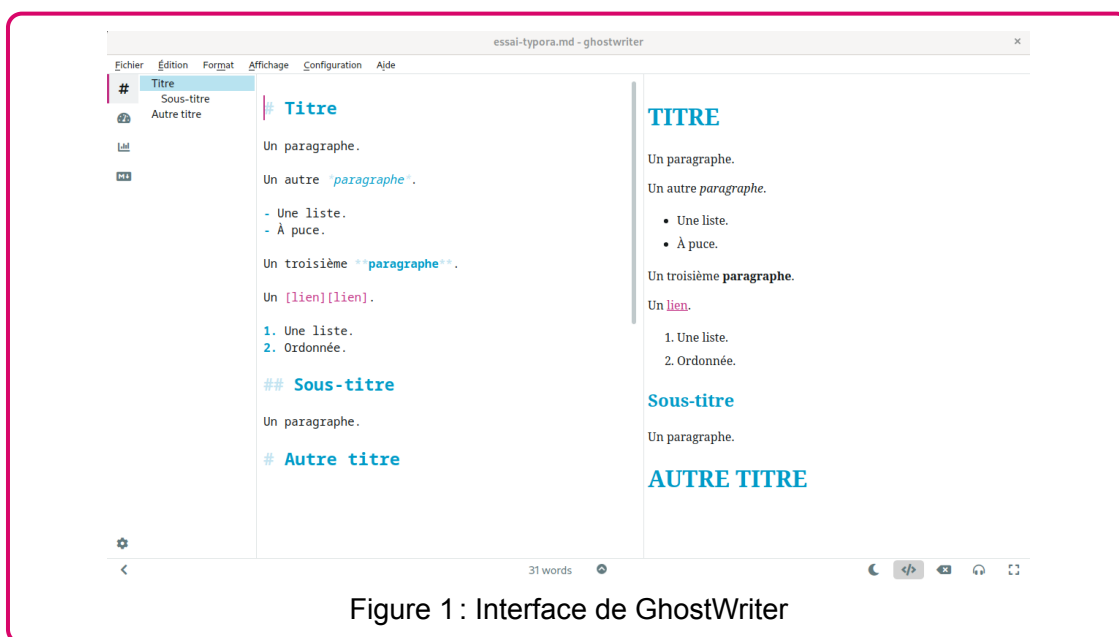 essai-typora.md - ghostwriter ×
Fichier Édition Format Affichage Configuration Aide
#
Titre
Sous-titre
Autre titre
M↓
# Titre
Un paragraphe.
Un autre *paragraphe*.
- Une liste.
- À puce.
Un troisième **paragraphe**.
Un [lien][lien].
1. Une liste.
2. Ordonnée.
## Sous-titre
Un paragraphe.
# Autre titre
TITRE
Un paragraphe.
Un autre paragraphe.
• Une liste.
• À puce.
Un troisième paragraphe.
Un lien.
1. Une liste.
2. Ordonnée.
Sous-titre
Un paragraphe.
AUTRE TITRE
31 words
</>
Figure 1 : Interface de GhostWriter